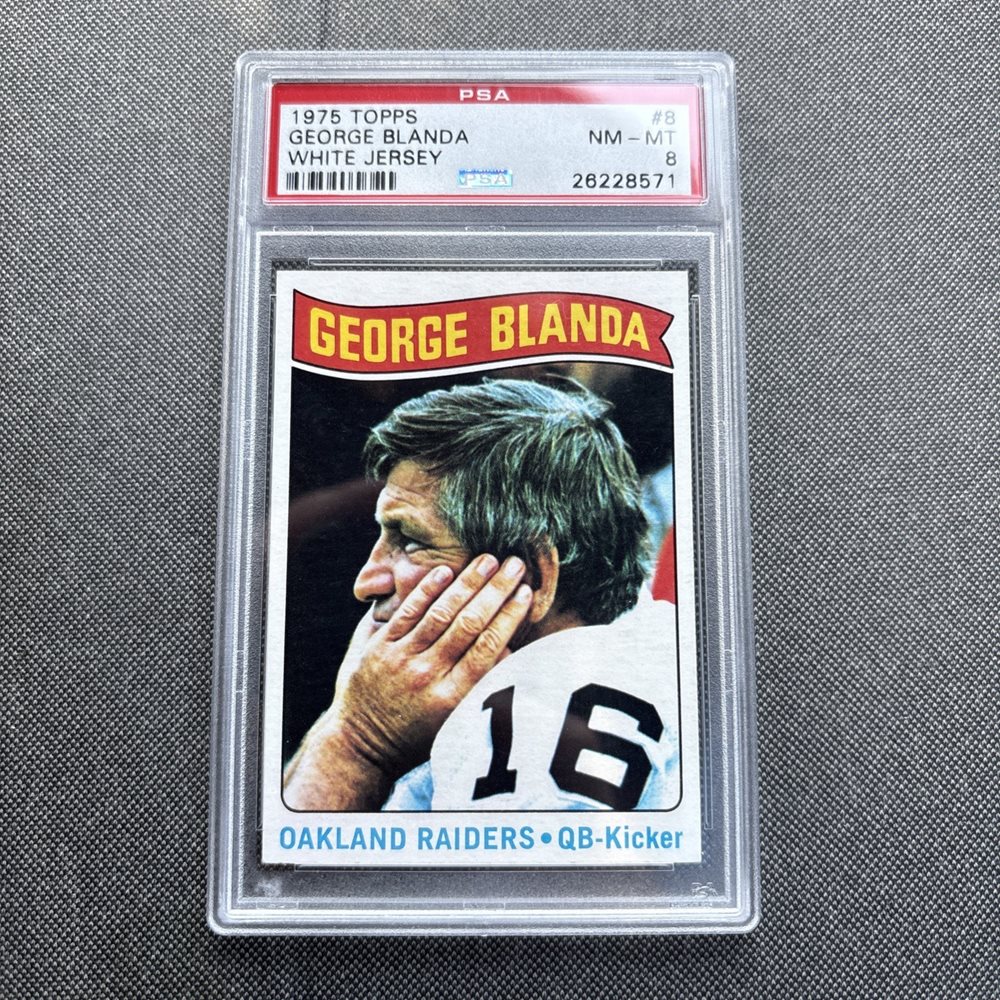 PSA
1975 TOPPS #8
GEORGE BLANDA NM - MT
WHITE JERSEY 8
PSA 26228571
GEORGE BLANDA
16
OAKLAND RAIDERS • QB-Kicker